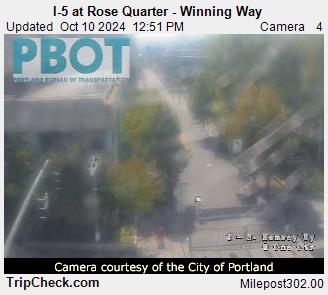 I-5 at Rose Quarter - Winning Way
Updated Oct 10 2024 12:51 PM Camera 4
PBOT
PORTLAND BUREAU OF TRANSPORTATION
Camera courtesy of the City of Portland
TripCheck.com Milepost302.00